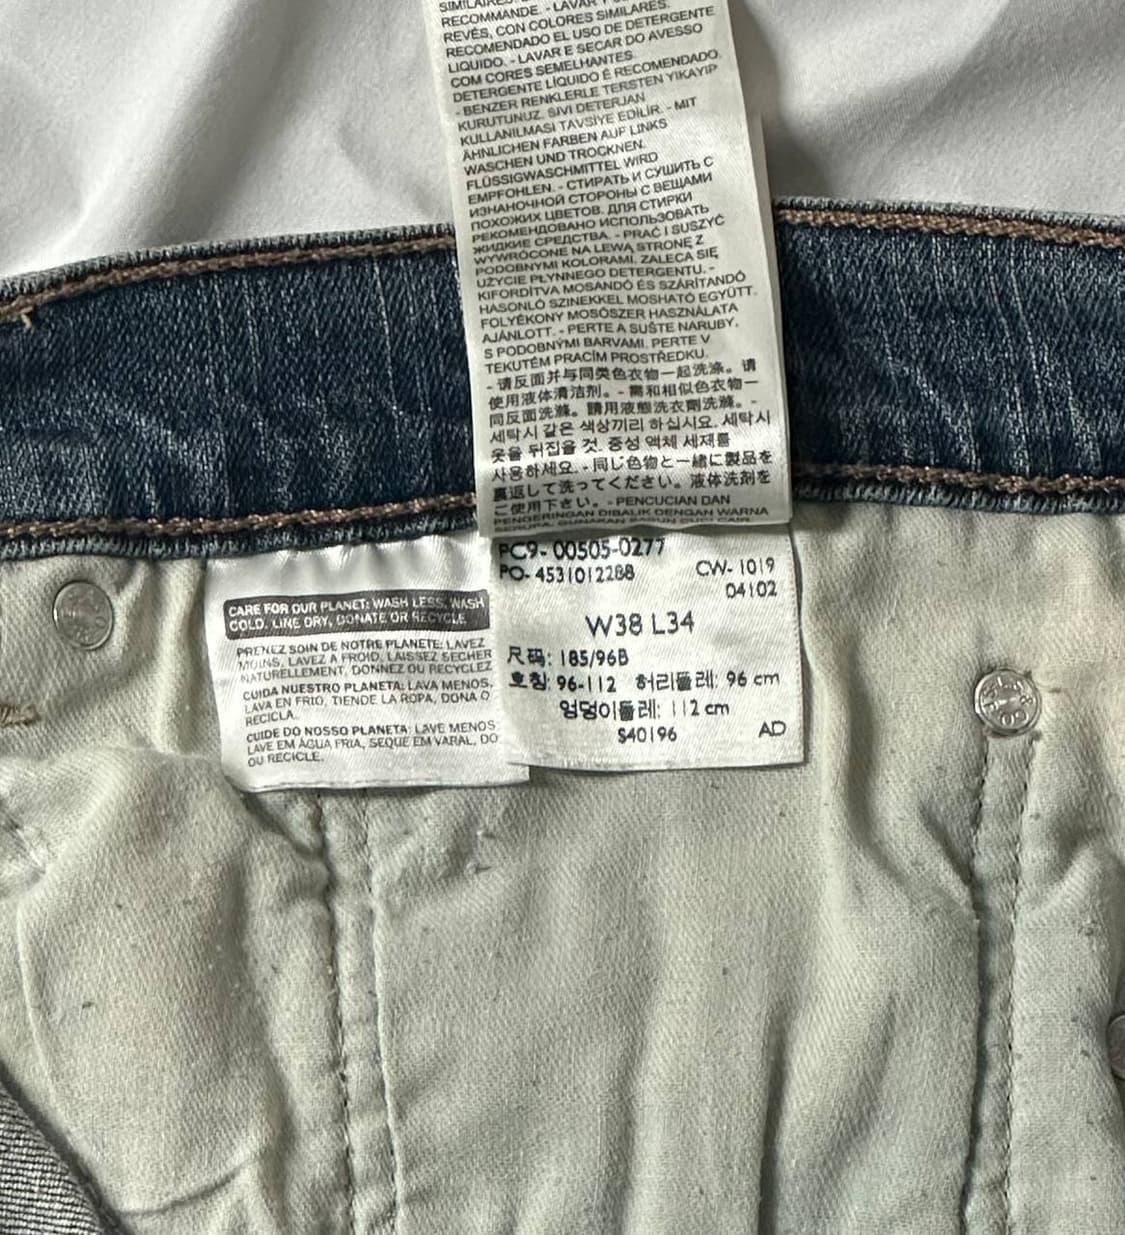 SIMILAIRES.
RECOMMANDÉ. - LAVAR Y
REVÉS, CON COLORES SIMILARES.
RECOMENDADO EL USO DE DETERGENTE
LIQUIDO. - LAVAR E SECAR DO AVESSO
COM CORES SEMELHANTES.
DETERGENTE LÍQUIDO É RECOMENDADO.
- BENZER RENKLERLE TERSTEN YIKAYIP
KURUTUNUZ. SIVI DETERJAN
KULLANILMASI TAVSİYE EDİLİR. - MIT
ÄHNLICHEN FARBEN AUF LINKS
WASCHEN UND TROCKNEN.
FLÜSSIGWASCHMITTEL WIRD
EMPFOHLEN. - СТИРАТЬ И СУШИТЬ С
ИЗНАНОЧНОЙ СТОРОНЫ С ВЕЩАМИ
ПОХОЖИХ ЦВЕТОВ. ДЛЯ СТИРКИ
РЕКОМЕНДОВАНО ИСПОЛЬЗОВАТЬ
ЖИДКИЕ СРЕДСТВА. - PRAĆ I SUSZYĆ
WYWRÓCONE NA LEWĄ STRONĘ Z
PODOBNYMI KOLORAMI. ZALECA SIĘ
UŻYCIE PŁYNNEGO DETERGENTU. -
KIFORDÍTVA MOSANDÓ ÉS SZÁRÍTANDÓ
HASONLÓ SZINEKKEL MOSHATÓ EGYÜTT.
FOLYÉKONY MOSÓSZER HASZNÁLATA
AJÁNLOTT. - PERTE A SUŠTE NARUBY,
S PODOBNÝMI BARVAMI. PERTE V
TEKUTÉM PRACÍM PROSTŘEDKU.
- 请反面并与同类色衣物一起洗涤。请
使用液体清洁剂。- 需和相似色衣物一
同反面洗滌。請用液態洗衣劑洗滌。-
세탁시 같은 색상끼리 하십시요. 세탁시
옷을 뒤집을 것. 중성 액체 세제를
사용하세요. - 同じ色物と一緒に製品を
裏返して洗ってください。液体洗剤を
ご使用下さい。- PENCUCIAN DAN
PENGERINGAN DIBALIK DENGAN WARNA
PC9- 00505-0277
PO- 4531012288
CW- 1019
04102
W38 L34
尺码: 185/96B
호칭: 96-112 허리둘레: 96 cm
엉덩이둘레: 112 cm
S40196
AD
CARE FOR OUR PLANET: WASH LESS, WASH
COLD, LINE DRY, DONATE OR RECYCLE
PRENEZ SOIN DE NOTRE PLANETE: LAVEZ
MOINS, LAVEZ A FROID, LAISSEZ SECHER
NATURELLEMENT, DONNEZ OU RECYCLEZ
CUIDA NUESTRO PLANETA: LAVA MENOS,
LAVA EN FRIO, TIENDE LA ROPA, DONA O
RECICLA.
CUIDE DO NOSSO PLANETA: LAVE MENOS
LAVE EM ÁGUA FRIA, SEQUE EM VARAL, DO
OU RECICLE.